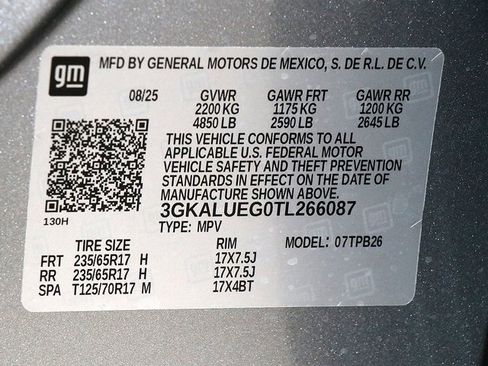 gm MFD BY GENERAL MOTORS DE MEXICO, S. DE R.L. DE C.V.
08/25 GVWR GAWR FRT GAWR RR
2200 KG 1175 KG 1200 KG
4850 LB 2590 LB 2645 LB
THIS VEHICLE CONFORMS TO ALL
APPLICABLE U.S. FEDERAL MOTOR
VEHICLE SAFETY AND THEFT PREVENTION
STANDARDS IN EFFECT ON THE DATE OF
MANUFACTURE SHOWN ABOVE.
3GKALUEG0TL266087
130H
TYPE: MPV
TIRE SIZE RIM MODEL: 07TPB26
FRT 235/65R17 H 17X7.5J
RR 235/65R17 H 17X7.5J
SPA T125/70R17 M 17X4BT